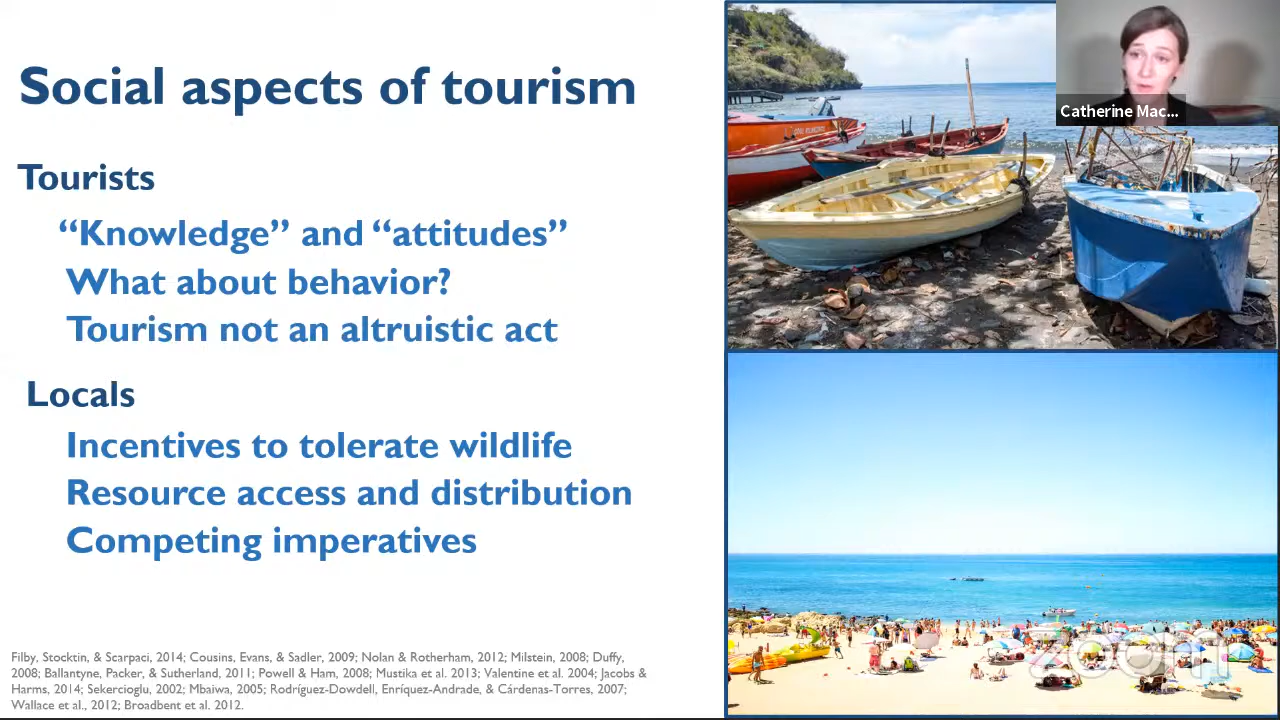 Social aspects of tourism
Tourists
“Knowledge” and “attitudes”
What about behavior?
Tourism not an altruistic act
Locals
Incentives to tolerate wildlife
Resource access and distribution
Competing imperatives
Filby, Stocktin, & Scarpaci, 2014; Cousins, Evans, & Sadler, 2009; Nolan & Rotherham, 2012; Milstein, 2008; Duffy,
2008; Ballantyne, Packer, & Sutherland, 2011; Powell & Ham, 2008; Mustika et al. 2013; Valentine et al. 2004; Jacobs &
Harms, 2014; Sekercioglu, 2002; Mbaiwa, 2005; Rodríguez-Dowdell, Enríquez-Andrade, & Cárdenas-Torres, 2007;
Wallace et al., 2012; Broadbent et al. 2012.
Catherine Mac...
zoom